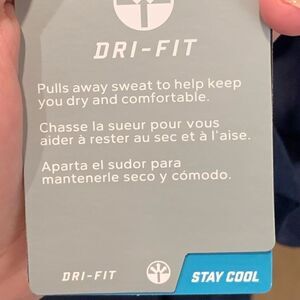 DRI-FIT
Pulls away sweat to help keep
you dry and comfortable.
Chasse la sueur pour vous
aider à rester au sec et à l'aise.
Aparta el sudor para
mantenerle seco y cómodo.
DRI-FIT STAY COOL